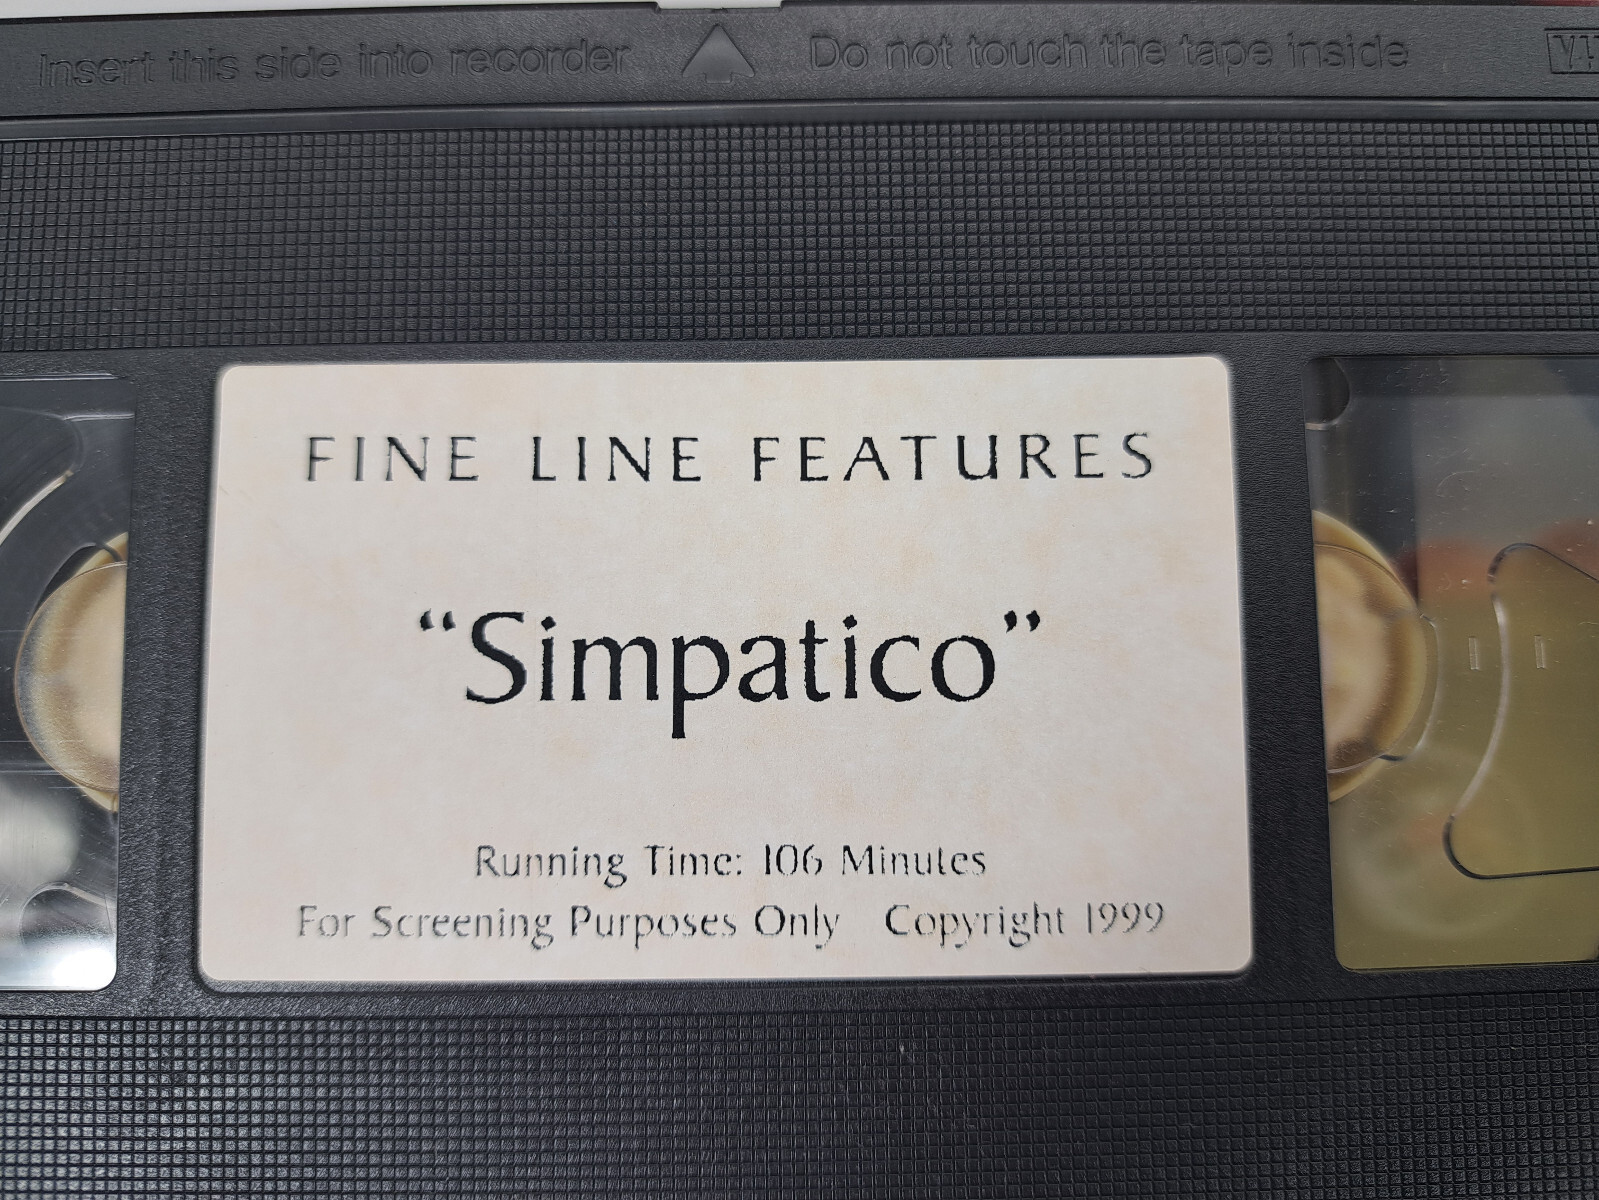 Insert this side into recorder Do not touch the tape inside
FINE LINE FEATURES
“Simpatico”
Running Time: 106 Minutes
For Screening Purposes Only Copyright 1999